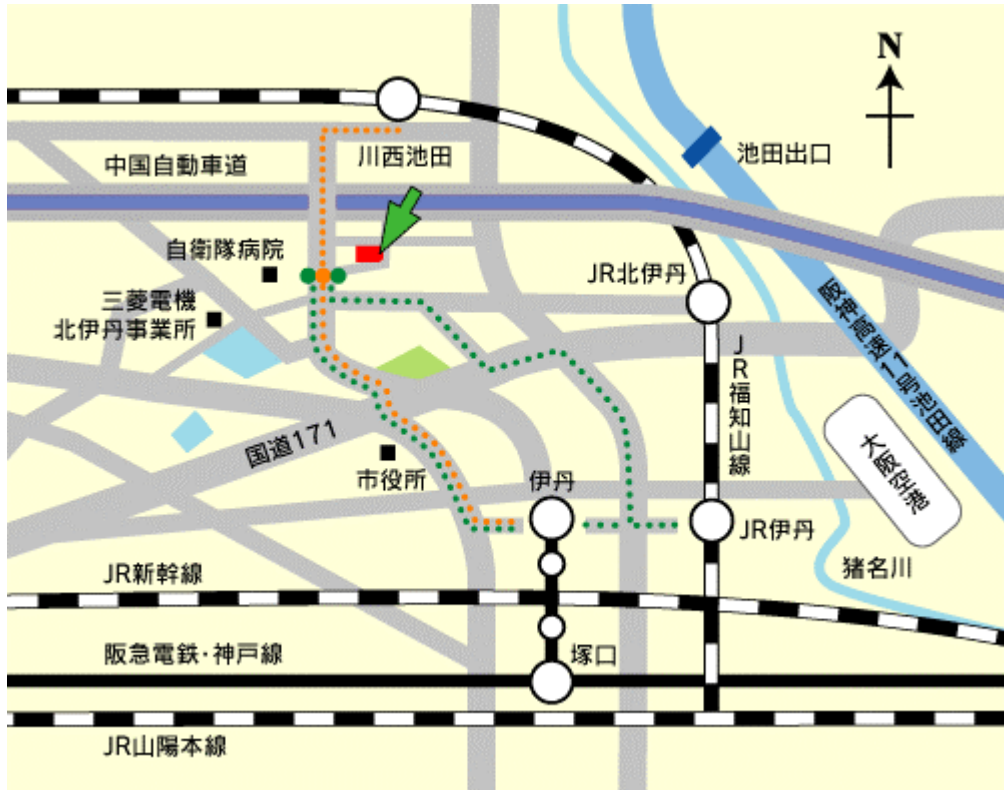 N
中国自動車道
川西池田
池田出口
自衛隊病院
三菱電機
北伊丹事業所
JR北伊丹
JR福知山線
阪神高速11号池田線
国道171
市役所
伊丹
大阪空港
JR伊丹
猪名川
JR新幹線
阪急電鉄・神戸線
塚口
JR山陽本線